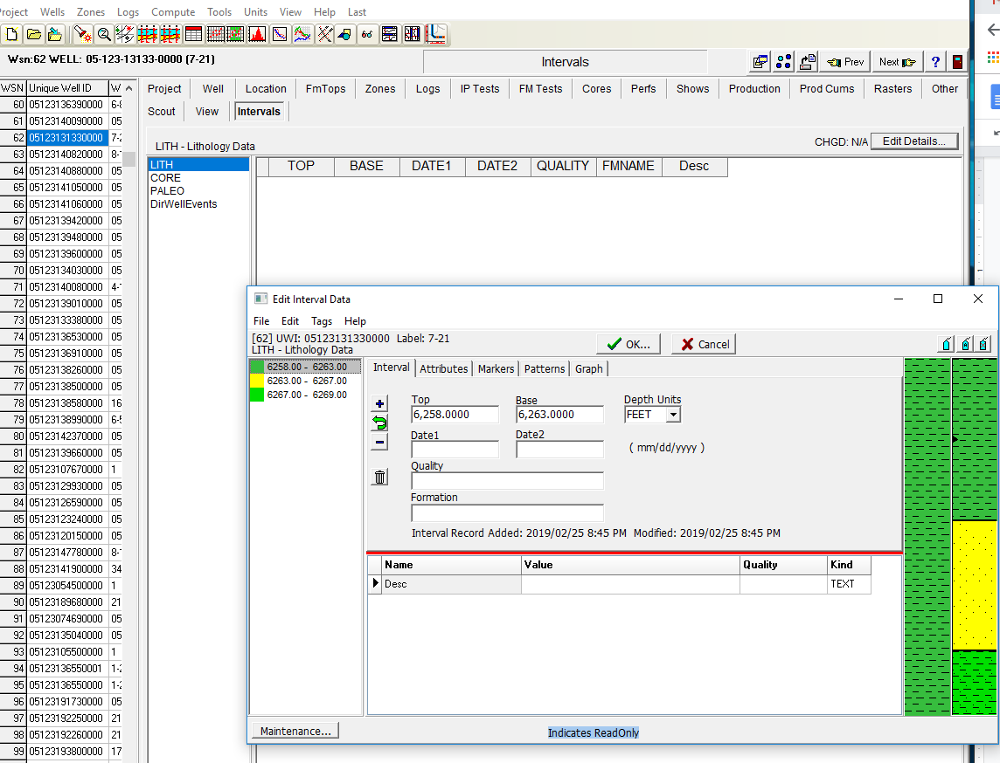 Project Wells Zones Logs Compute Tools Units View Help Last
Wsn:62 WELL: 05-123-13133-0000 (7-21)
Intervals
Prev
Next
?
WSN Unique Well ID W
60 05123136390000 6-8
61 05123140090000 05
62 05123131330000 7-2
63 05123140820000 8-
64 05123140880000 05
65 05123141050000 05
66 05123141060000 05
67 05123139420000 05
68 05123139480000 05
69 05123139600000 05
70 05123134030000 05
71 05123140080000 4-
72 05123139010000 05
73 05123133380000 05
74 05123136530000 05
75 05123136910000 05
76 05123138260000 05
77 05123138500000 05
78 05123138580000 16
79 05123138990000 6-5
80 05123142370000 05
81 05123139660000 05
82 05123107670000 1
83 05123129930000 05
84 05123126590000 05
85 05123123240000 05
86 05123120150000 05
87 05123147780000 8-
88 05123141900000 34
89 05123054500000 1
90 05123189680000 21
91 05123074690000 05
92 05123135040000 05
93 05123105500000 1
94 05123136550001 1-2
95 05123136550000 1-2
96 05123191730000 05
97 05123192250000 21
98 05123192260000 21
99 05123193800000 17
Project Well Location FmTops Zones Logs IP Tests FM Tests Cores Perfs Shows Production Prod Cums Rasters Other
Scout View Intervals
LITH - Lithology Data
CHGD: N/A Edit Details...
LITH
CORE
PALEO
DirWellEvents
TOP BASE DATE1 DATE2 QUALITY FMNAME Desc
Edit Interval Data
File Edit Tags Help
[62] UWI: 05123131330000 Label: 7-21
LITH - Lithology Data
OK... Cancel
6258.00 - 6263.00
6263.00 - 6267.00
6267.00 - 6269.00
Interval Attributes Markers Patterns Graph
Top Base Depth Units
6,258.0000 6,263.0000 FEET
Date1 Date2
( mm/dd/yyyy )
Quality
Formation
Interval Record Added: 2019/02/25 8:45 PM Modified: 2019/02/25 8:45 PM
Name Value Quality Kind
Desc TEXT
Maintenance...
Indicates ReadOnly